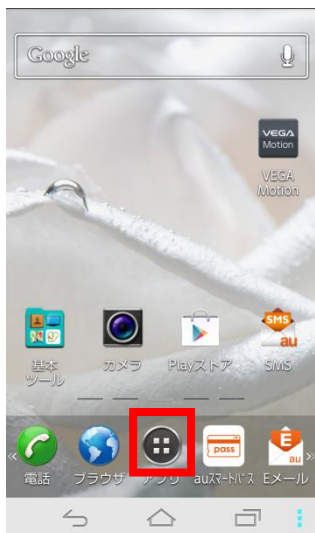 Google
VEGA
Motion
VEGA
Motion
SMS
au
基本
ツール
カメラ
Playストア
SMS
pass
E
au
電話
ブラウザ
アプリ
auスマートパス
Eメール